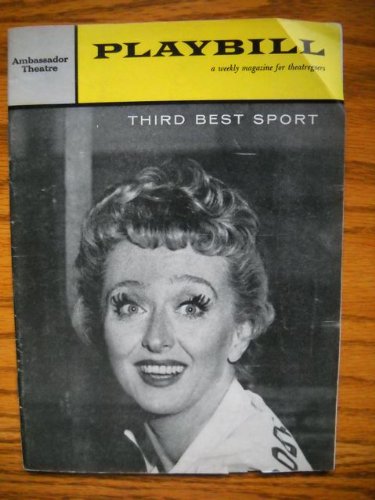 Ambassador
Theatre
PLAYBILL
a weekly magazine for theatregoers
THIRD BEST SPORT